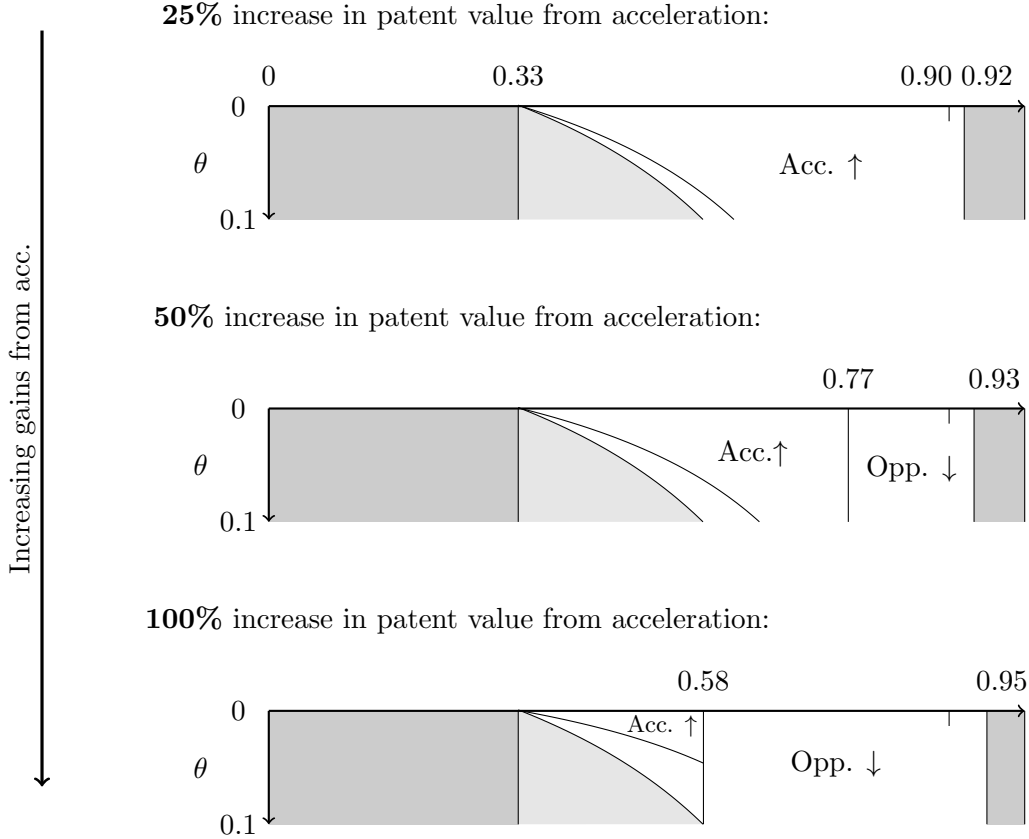 25% increase in patent value from acceleration:
0 0.33 0.90 0.92
0
θ Acc. ↑
0.1
Increasing gains from acc.
50% increase in patent value from acceleration:
0.77 0.93
0
Acc.↑
θ Opp. ↓
0.1
100% increase in patent value from acceleration:
0.58 0.95
0 Acc. ↑
θ Opp. ↓
0.1